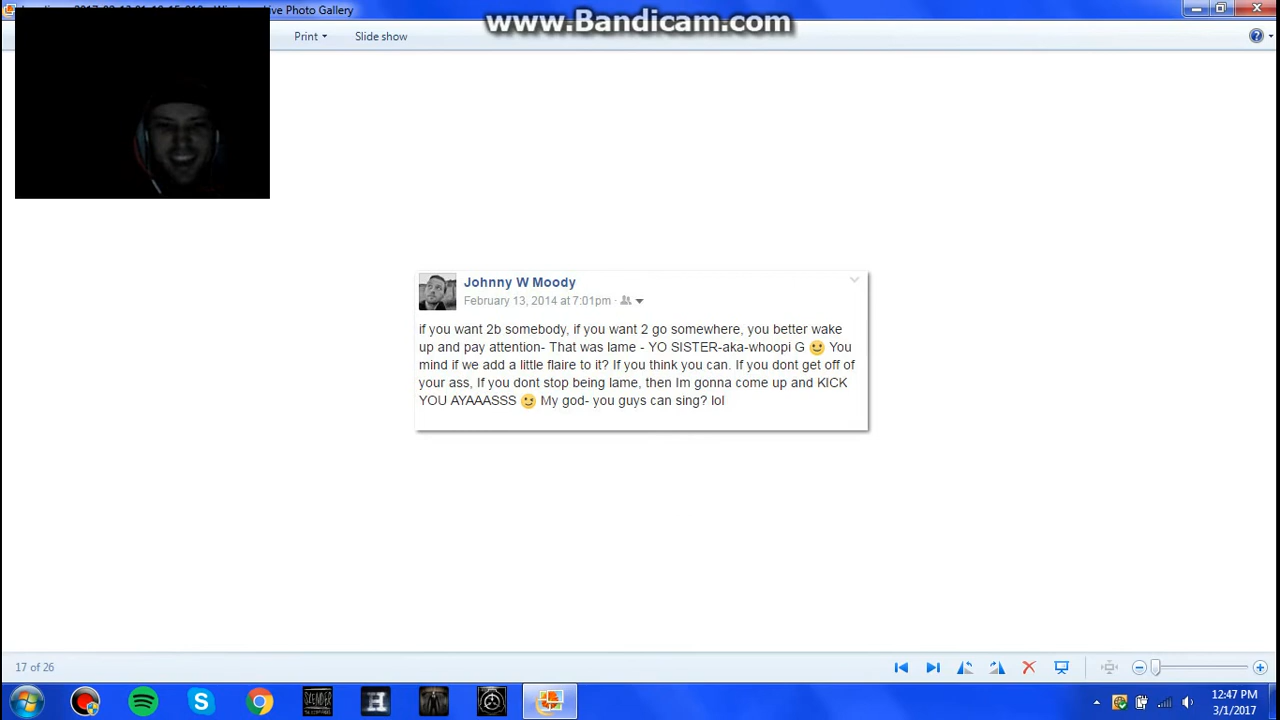 ive Photo Gallery
www.Bandicam.com
Print
Slide show
Johnny W Moody
February 13, 2014 at 7:01pm ·
if you want 2b somebody, if you want 2 go somewhere, you better wake
up and pay attention- That was lame - YO SISTER-aka-whoopi G 😉 You
mind if we add a little flaire to it? If you think you can. If you dont get off of
your ass, If you dont stop being lame, then Im gonna come up and KICK
YOU AYAAASSS 😉 My god- you guys can sing? lol
17 of 26
SLENDER
H
12:47 PM
3/1/2017